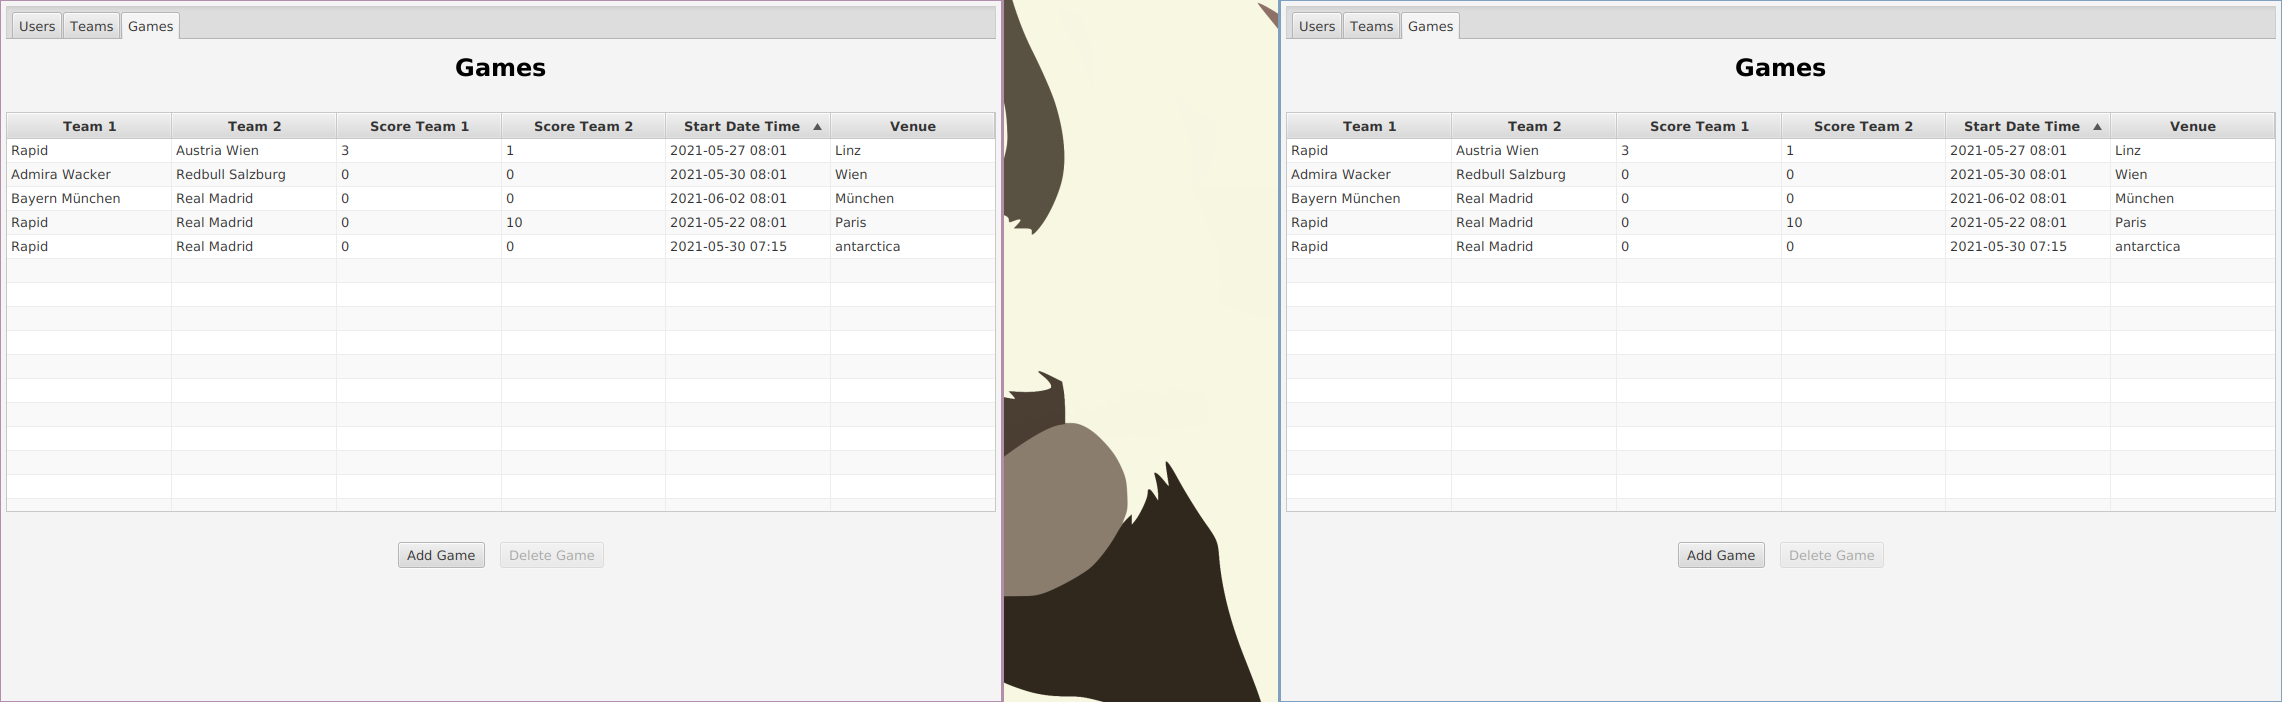 Users Teams Games
Games
Team 1 Team 2 Score Team 1 Score Team 2 Start Date Time Venue
Rapid Austria Wien 3 1 2021-05-27 08:01 Linz
Admira Wacker Redbull Salzburg 0 0 2021-05-30 08:01 Wien
Bayern München Real Madrid 0 0 2021-06-02 08:01 München
Rapid Real Madrid 0 10 2021-05-22 08:01 Paris
Rapid Real Madrid 0 0 2021-05-30 07:15 antarctica
Add Game Delete Game
Users Teams Games
Games
Team 1 Team 2 Score Team 1 Score Team 2 Start Date Time Venue
Rapid Austria Wien 3 1 2021-05-27 08:01 Linz
Admira Wacker Redbull Salzburg 0 0 2021-05-30 08:01 Wien
Bayern München Real Madrid 0 0 2021-06-02 08:01 München
Rapid Real Madrid 0 10 2021-05-22 08:01 Paris
Rapid Real Madrid 0 0 2021-05-30 07:15 antarctica
Add Game Delete Game